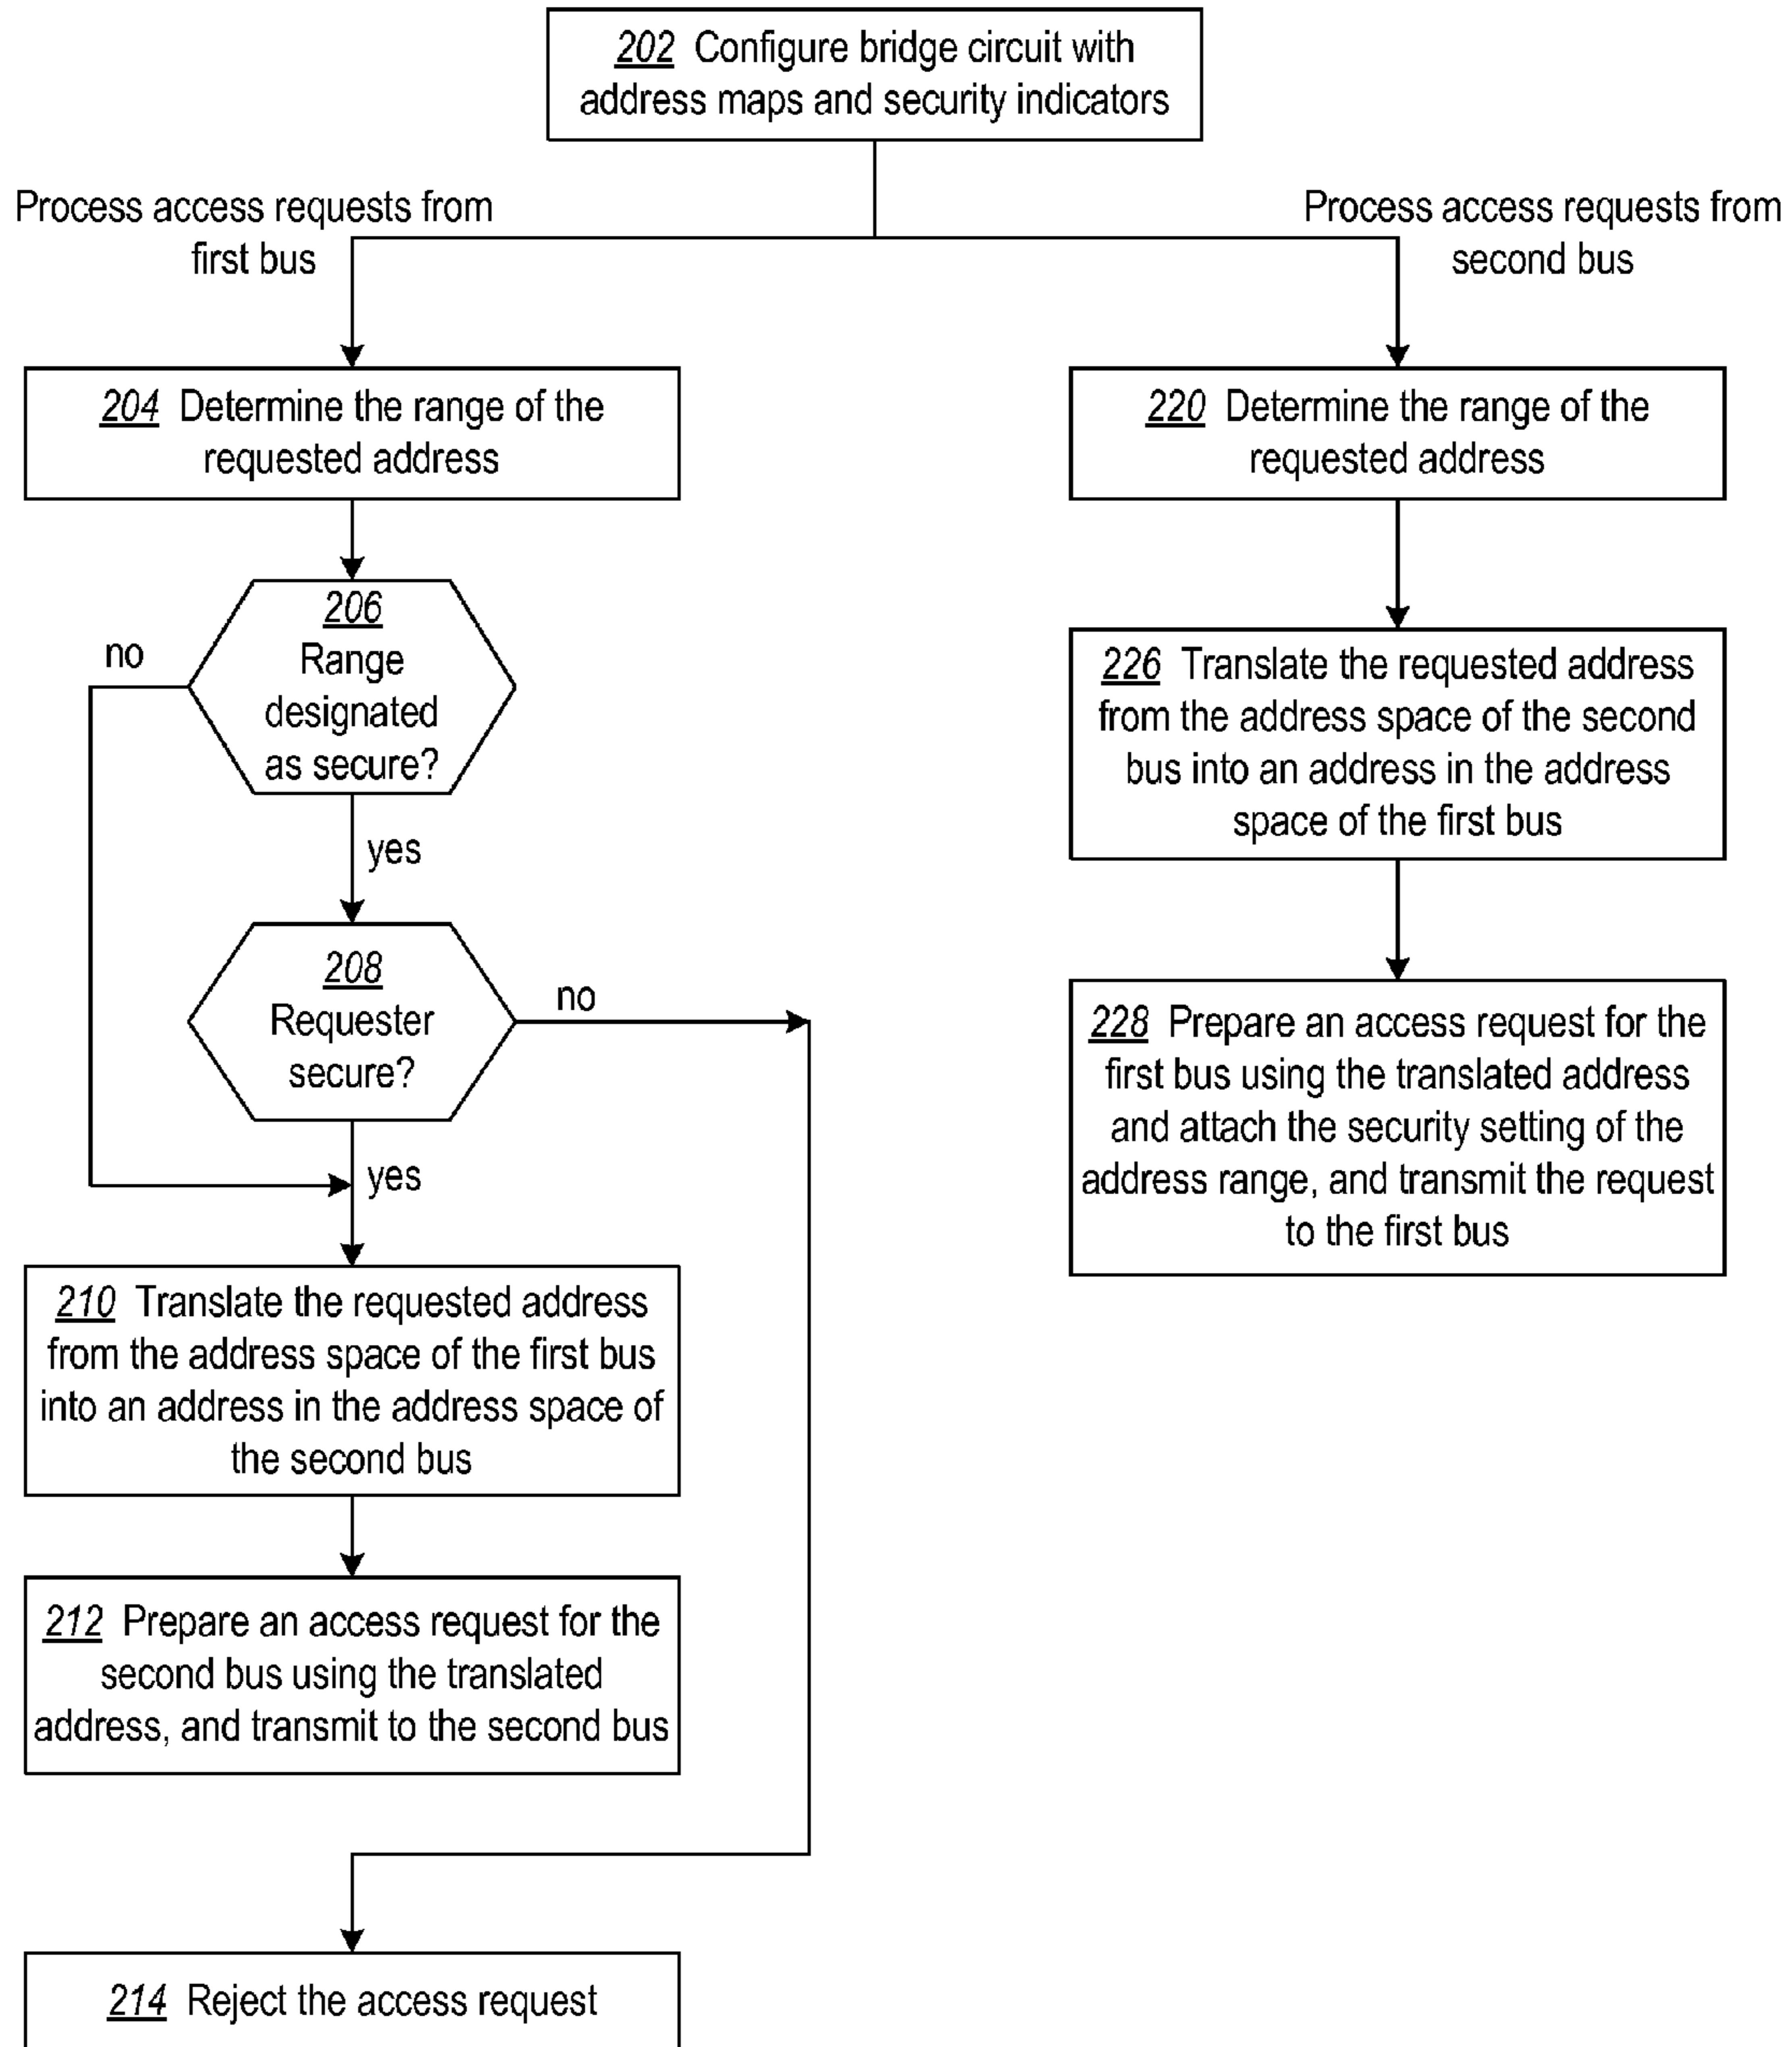 202 Configure bridge circuit with
address maps and security indicators
Process access requests from
first bus
Process access requests from
second bus
204 Determine the range of the
requested address
206
Range
designated
as secure?
no
yes
208
Requester
secure?
no
yes
210 Translate the requested address
from the address space of the first bus
into an address in the address space of
the second bus
212 Prepare an access request for the
second bus using the translated
address, and transmit to the second bus
214 Reject the access request
220 Determine the range of the
requested address
226 Translate the requested address
from the address space of the second
bus into an address in the address
space of the first bus
228 Prepare an access request for the
first bus using the translated address
and attach the security setting of the
address range, and transmit the request
to the first bus